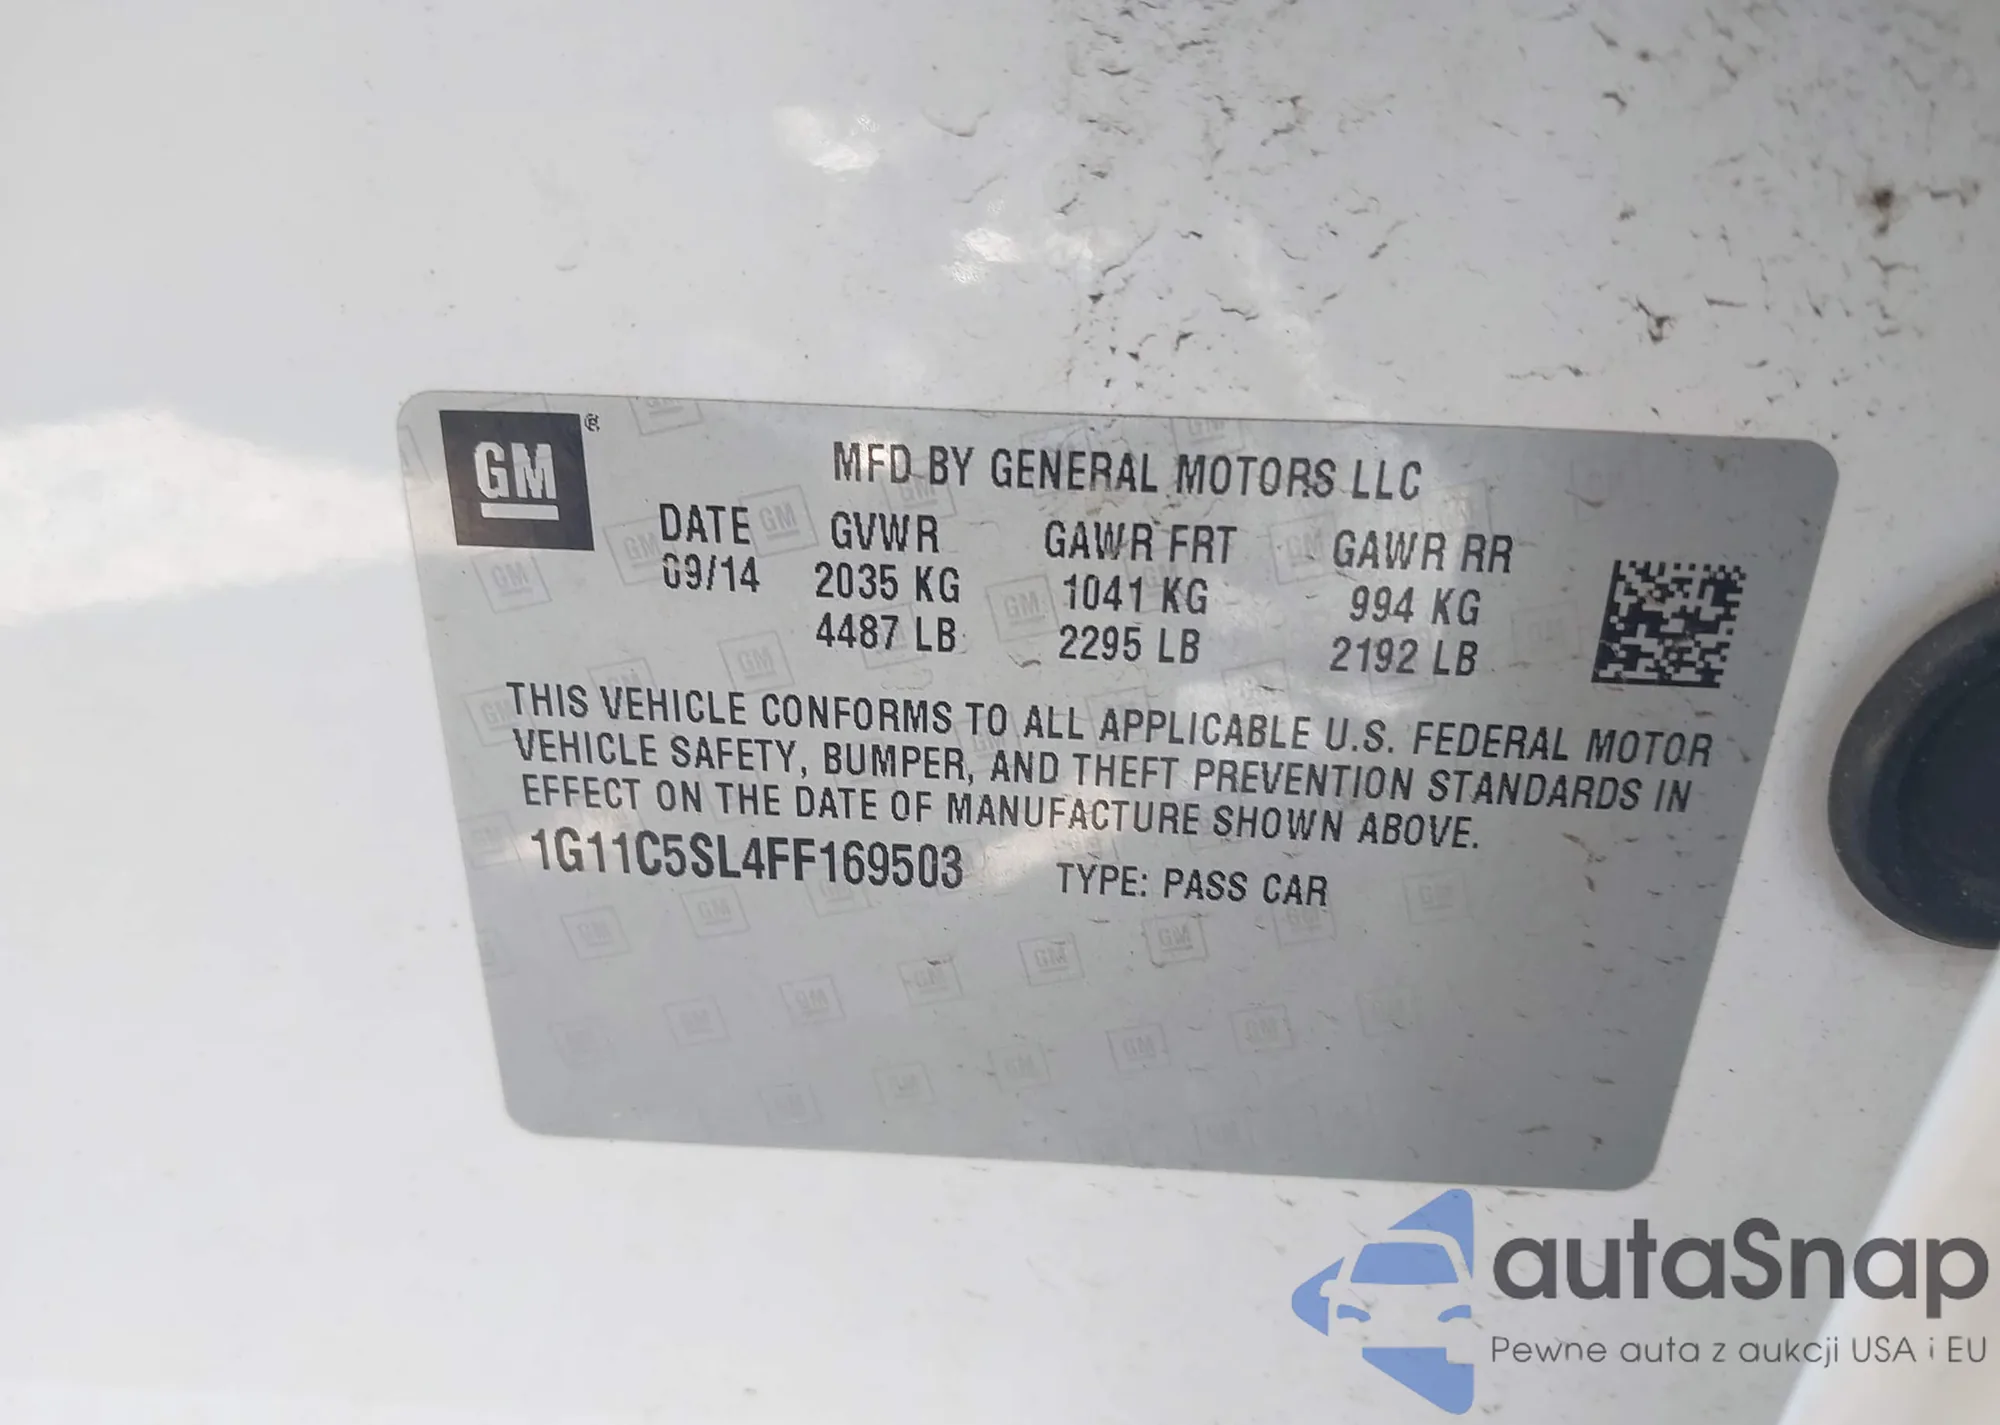 GM®
MFD BY GENERAL MOTORS LLC
DATE GVWR GAWR FRT GAWR RR
09/14 2035 KG 1041 KG 994 KG
4487 LB 2295 LB 2192 LB
THIS VEHICLE CONFORMS TO ALL APPLICABLE U.S. FEDERAL MOTOR
VEHICLE SAFETY, BUMPER, AND THEFT PREVENTION STANDARDS IN
EFFECT ON THE DATE OF MANUFACTURE SHOWN ABOVE.
1G11C5SL4FF169503 TYPE: PASS CAR
autaSnap
Pewne auta z aukcji USA i EU